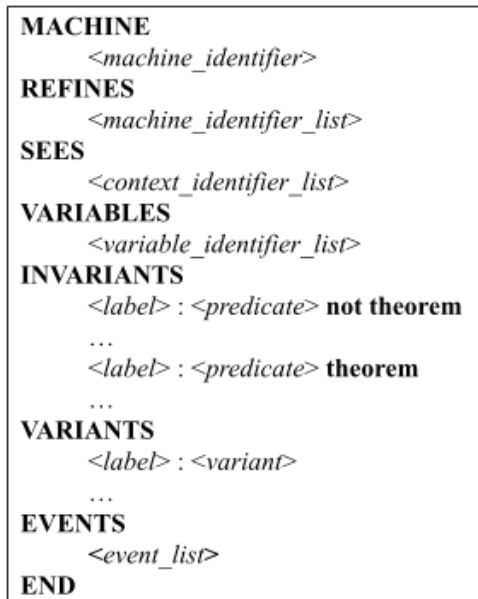 MACHINE
<machine_identifier>
REFINES
<machine_identifier_list>
SEES
<context_identifier_list>
VARIABLES
<variable_identifier_list>
INVARIANTS
<label> : <predicate> not theorem
…
<label> : <predicate> theorem
…
VARIANTS
<label> : <variant>
…
EVENTS
<event_list>
END